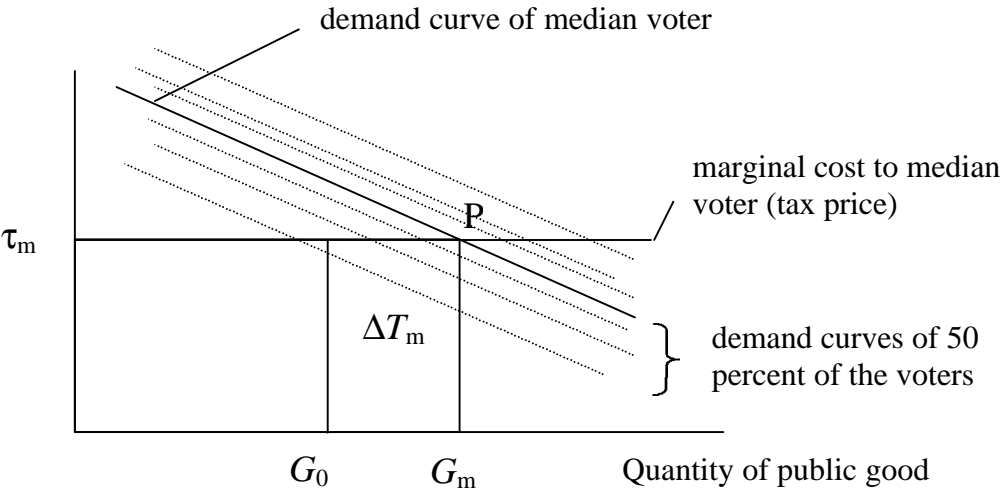 demand curve of median voter
marginal cost to median
voter (tax price)
P
τm
ΔTm
demand curves of 50
percent of the voters
G0
Gm
Quantity of public good